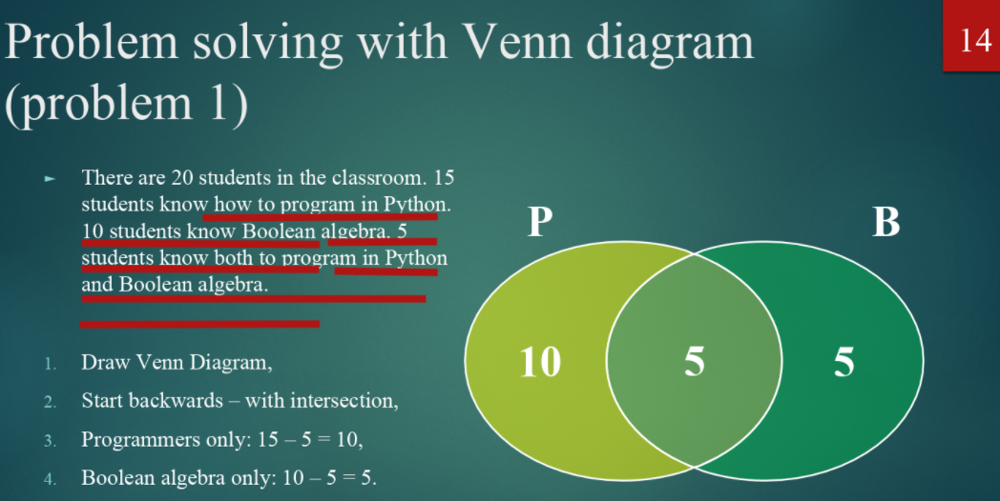 Problem solving with Venn diagram
(problem 1)
14
► There are 20 students in the classroom. 15
students know how to program in Python.
10 students know Boolean algebra. 5
students know both to program in Python
and Boolean algebra.
1. Draw Venn Diagram,
2. Start backwards – with intersection,
3. Programmers only: 15 – 5 = 10,
4. Boolean algebra only: 10 – 5 = 5.
P B
10 5 5